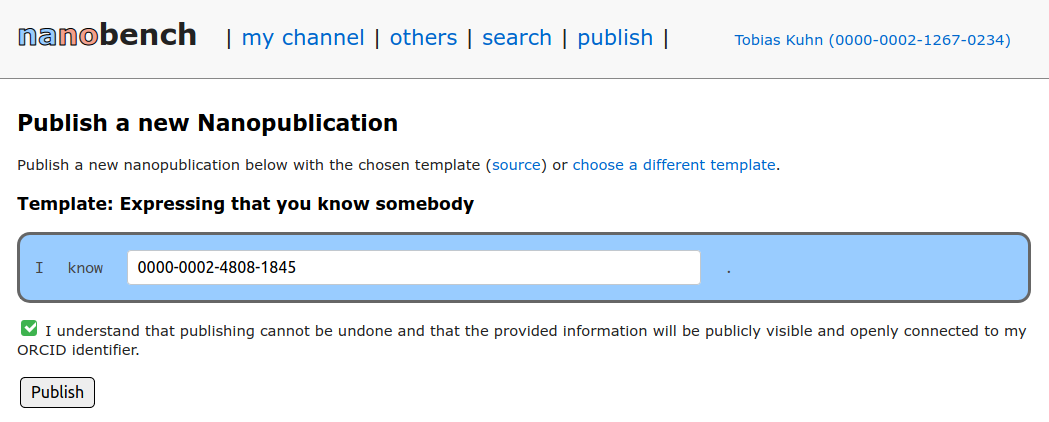 nanobench | my channel | others | search | publish | Tobias Kuhn (0000-0002-1267-0234)
Publish a new Nanopublication
Publish a new nanopublication below with the chosen template (source) or choose a different template.
Template: Expressing that you know somebody
I know 0000-0002-4808-1845 .
I understand that publishing cannot be undone and that the provided information will be publicly visible and openly connected to my
ORCID identifier.
Publish